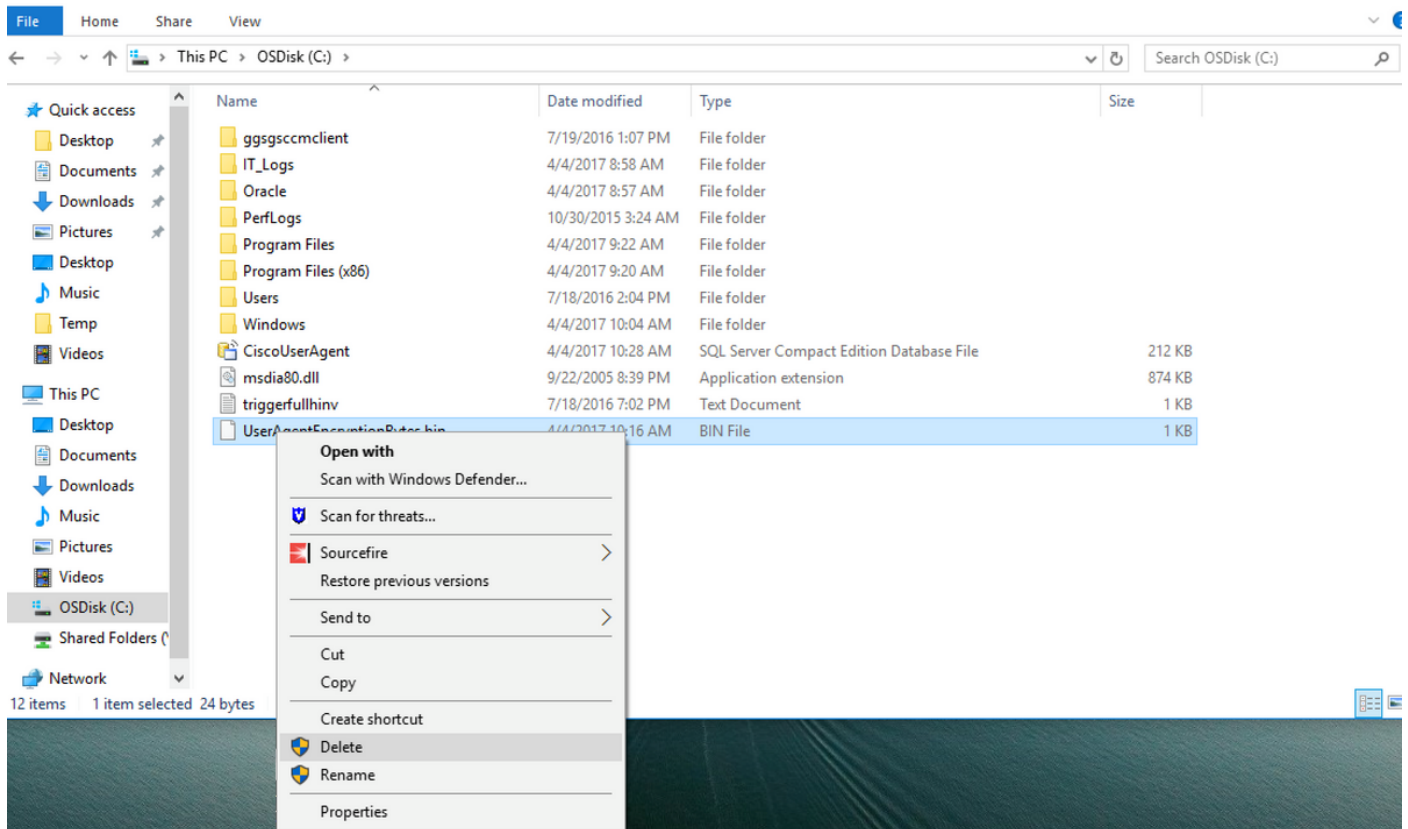 File Home Share View
This PC > OSDisk (C:) >
Search OSDisk (C:)
Quick access
Desktop
Documents
Downloads
Pictures
Desktop
Music
Temp
Videos
This PC
Desktop
Documents
Downloads
Music
Pictures
Videos
OSDisk (C:)
Shared Folders (
Network
Name Date modified Type Size
ggsgsccmclient 7/19/2016 1:07 PM File folder
IT_Logs 4/4/2017 8:58 AM File folder
Oracle 4/4/2017 8:57 AM File folder
PerfLogs 10/30/2015 3:24 AM File folder
Program Files 4/4/2017 9:22 AM File folder
Program Files (x86) 4/4/2017 9:20 AM File folder
Users 7/18/2016 2:04 PM File folder
Windows 4/4/2017 10:04 AM File folder
CiscoUserAgent 4/4/2017 10:28 AM SQL Server Compact Edition Database File 212 KB
msdia80.dll 9/22/2005 8:39 PM Application extension 874 KB
triggerfullhinv 7/18/2016 7:02 PM Text Document 1 KB
UserAgentEncryptionBytes.bin 4/4/2017 10:16 AM BIN File 1 KB
Open with
Scan with Windows Defender...
Scan for threats...
Sourcefire
Restore previous versions
Send to
Cut
Copy
Create shortcut
Delete
Rename
Properties
12 items 1 item selected 24 bytes